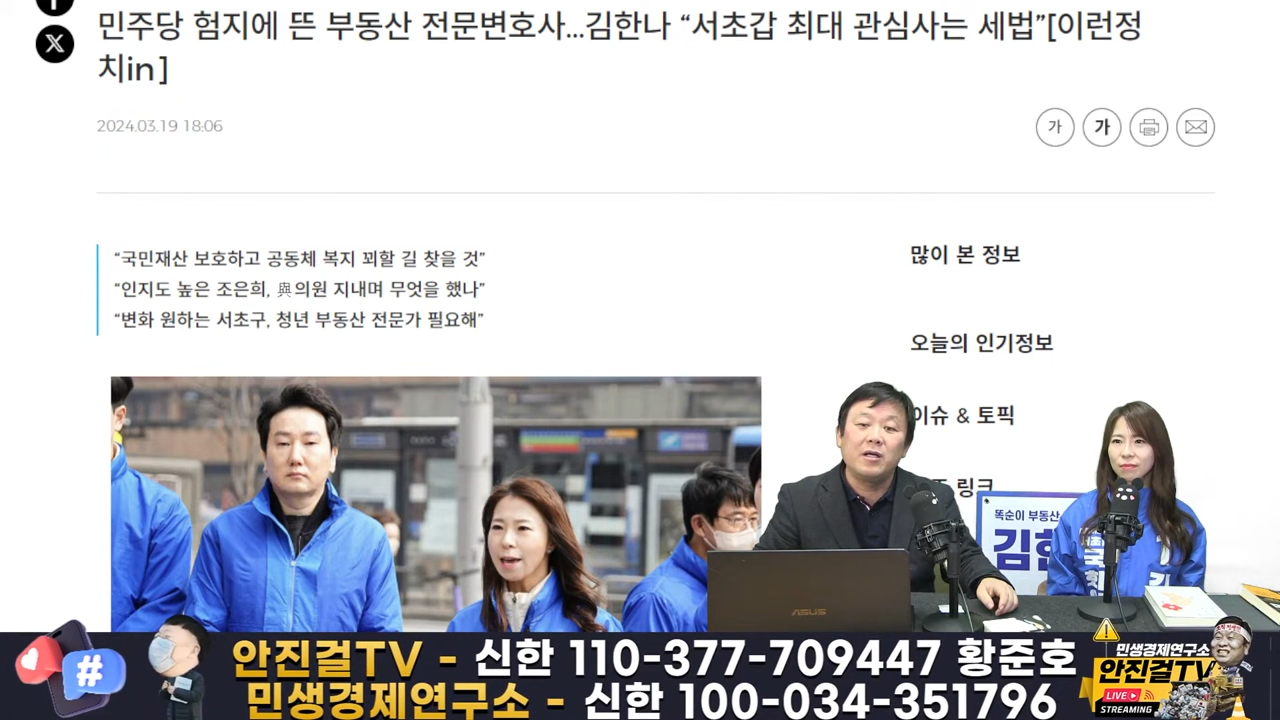 민주당 험지에 뜬 부동산 전문변호사...김한나 “서초갑 최대 관심사는 세법”[이런정
치in]
2024.03.19 18:06
가 가
“국민재산 보호하고 공동체 복지 꾀할 길 찾을 것”
“인지도 높은 조은희, 與의원 지내며 무엇을 했나”
“변화 원하는 서초구, 청년 부동산 전문가 필요해”
많이 본 정보
오늘의 인기정보
이슈 & 토픽
링크
똑순이 부동산
김한
ASUS
#
안진걸TV - 신한 110-377-709447 황준호
민생경제연구소 - 신한 100-034-351796
민생경제연구소
안진걸TV
LIVE
STREAMING